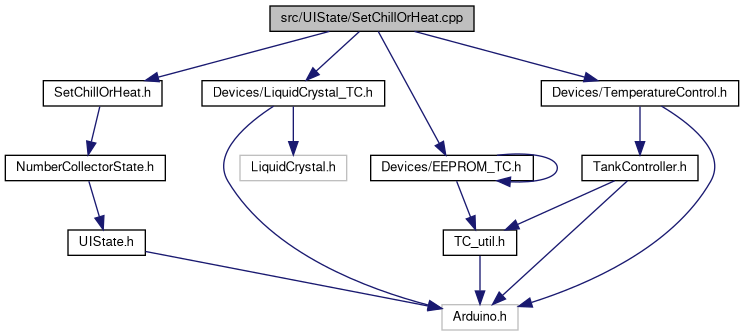 src/UIState/SetChillOrHeat.cpp
SetChillOrHeat.h
Devices/LiquidCrystal_TC.h
Devices/TemperatureControl.h
NumberCollectorState.h
LiquidCrystal.h
Devices/EEPROM_TC.h
TankController.h
UIState.h
TC_util.h
Arduino.h